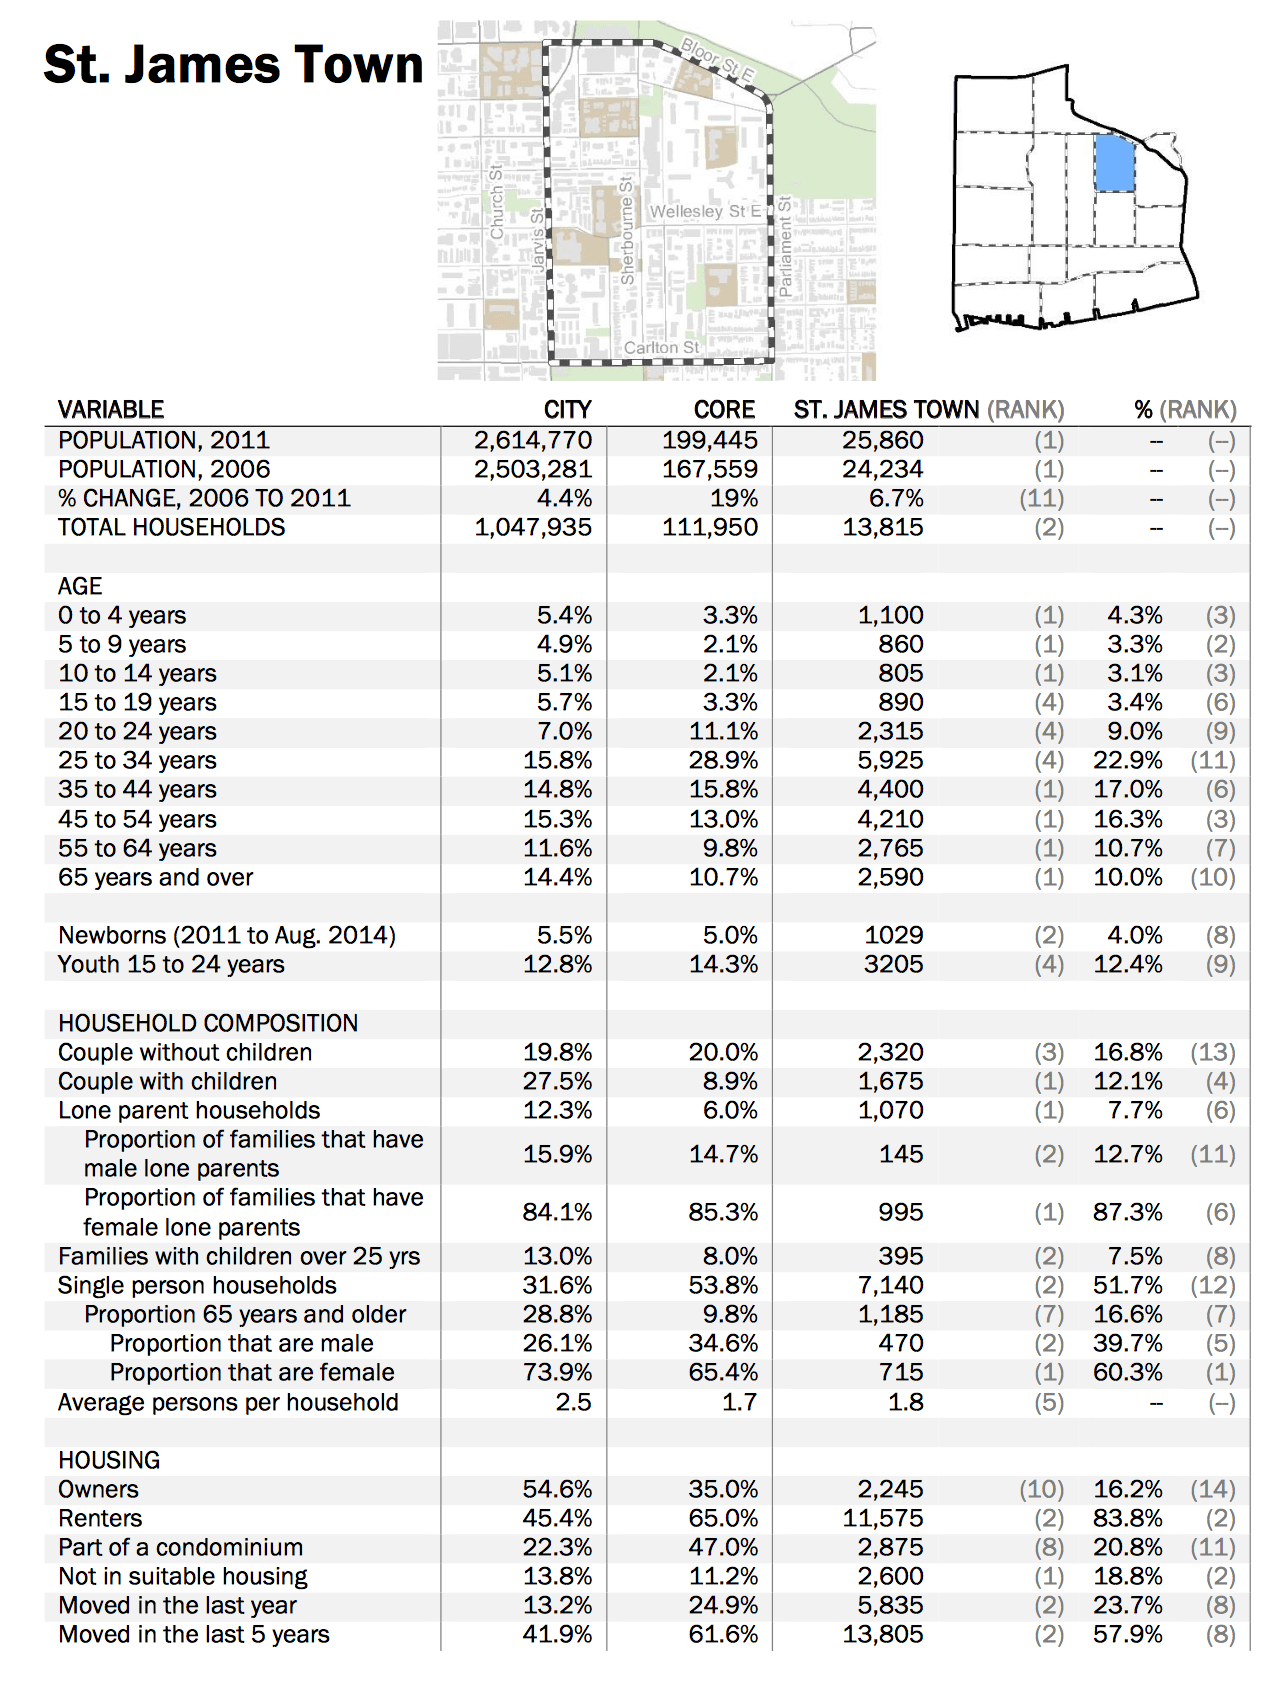 St. James Town
Bloor St E
Church St
Jarvis St
Sherbourne St
Wellesley St E
Parliament St
Carlton St
VARIABLE CITY CORE ST. JAMES TOWN (RANK) % (RANK)
POPULATION, 2011 2,614,770 199,445 25,860 (1) -- (--)
POPULATION, 2006 2,503,281 167,559 24,234 (1) -- (--)
% CHANGE, 2006 TO 2011 4.4% 19% 6.7% (11) -- (--)
TOTAL HOUSEHOLDS 1,047,935 111,950 13,815 (2) -- (--)
AGE
0 to 4 years 5.4% 3.3% 1,100 (1) 4.3% (3)
5 to 9 years 4.9% 2.1% 860 (1) 3.3% (2)
10 to 14 years 5.1% 2.1% 805 (1) 3.1% (3)
15 to 19 years 5.7% 3.3% 890 (4) 3.4% (6)
20 to 24 years 7.0% 11.1% 2,315 (4) 9.0% (9)
25 to 34 years 15.8% 28.9% 5,925 (4) 22.9% (11)
35 to 44 years 14.8% 15.8% 4,400 (1) 17.0% (6)
45 to 54 years 15.3% 13.0% 4,210 (1) 16.3% (3)
55 to 64 years 11.6% 9.8% 2,765 (1) 10.7% (7)
65 years and over 14.4% 10.7% 2,590 (1) 10.0% (10)
Newborns (2011 to Aug. 2014) 5.5% 5.0% 1029 (2) 4.0% (8)
Youth 15 to 24 years 12.8% 14.3% 3205 (4) 12.4% (9)
HOUSEHOLD COMPOSITION
Couple without children 19.8% 20.0% 2,320 (3) 16.8% (13)
Couple with children 27.5% 8.9% 1,675 (1) 12.1% (4)
Lone parent households 12.3% 6.0% 1,070 (1) 7.7% (6)
Proportion of families that have
male lone parents 15.9% 14.7% 145 (2) 12.7% (11)
Proportion of families that have
female lone parents 84.1% 85.3% 995 (1) 87.3% (6)
Families with children over 25 yrs 13.0% 8.0% 395 (2) 7.5% (8)
Single person households 31.6% 53.8% 7,140 (2) 51.7% (12)
Proportion 65 years and older 28.8% 9.8% 1,185 (7) 16.6% (7)
Proportion that are male 26.1% 34.6% 470 (2) 39.7% (5)
Proportion that are female 73.9% 65.4% 715 (1) 60.3% (1)
Average persons per household 2.5 1.7 1.8 (5) -- (--)
HOUSING
Owners 54.6% 35.0% 2,245 (10) 16.2% (14)
Renters 45.4% 65.0% 11,575 (2) 83.8% (2)
Part of a condominium 22.3% 47.0% 2,875 (8) 20.8% (11)
Not in suitable housing 13.8% 11.2% 2,600 (1) 18.8% (2)
Moved in the last year 13.2% 24.9% 5,835 (2) 23.7% (8)
Moved in the last 5 years 41.9% 61.6% 13,805 (2) 57.9% (8)